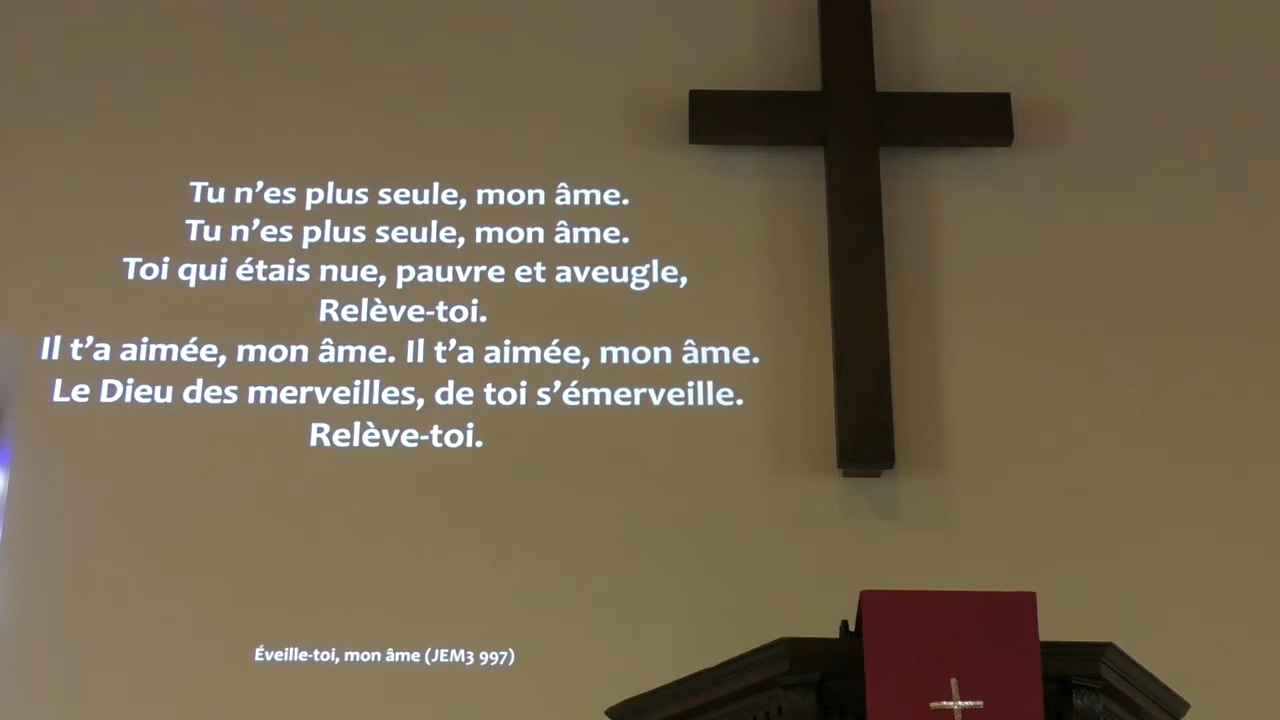 Tu n’es plus seule, mon âme.
Tu n’es plus seule, mon âme.
Toi qui étais nue, pauvre et aveugle,
Relève-toi.
Il t’a aimée, mon âme. Il t’a aimée, mon âme.
Le Dieu des merveilles, de toi s’émerveille.
Relève-toi.
Éveille-toi, mon âme (JEM3 997)